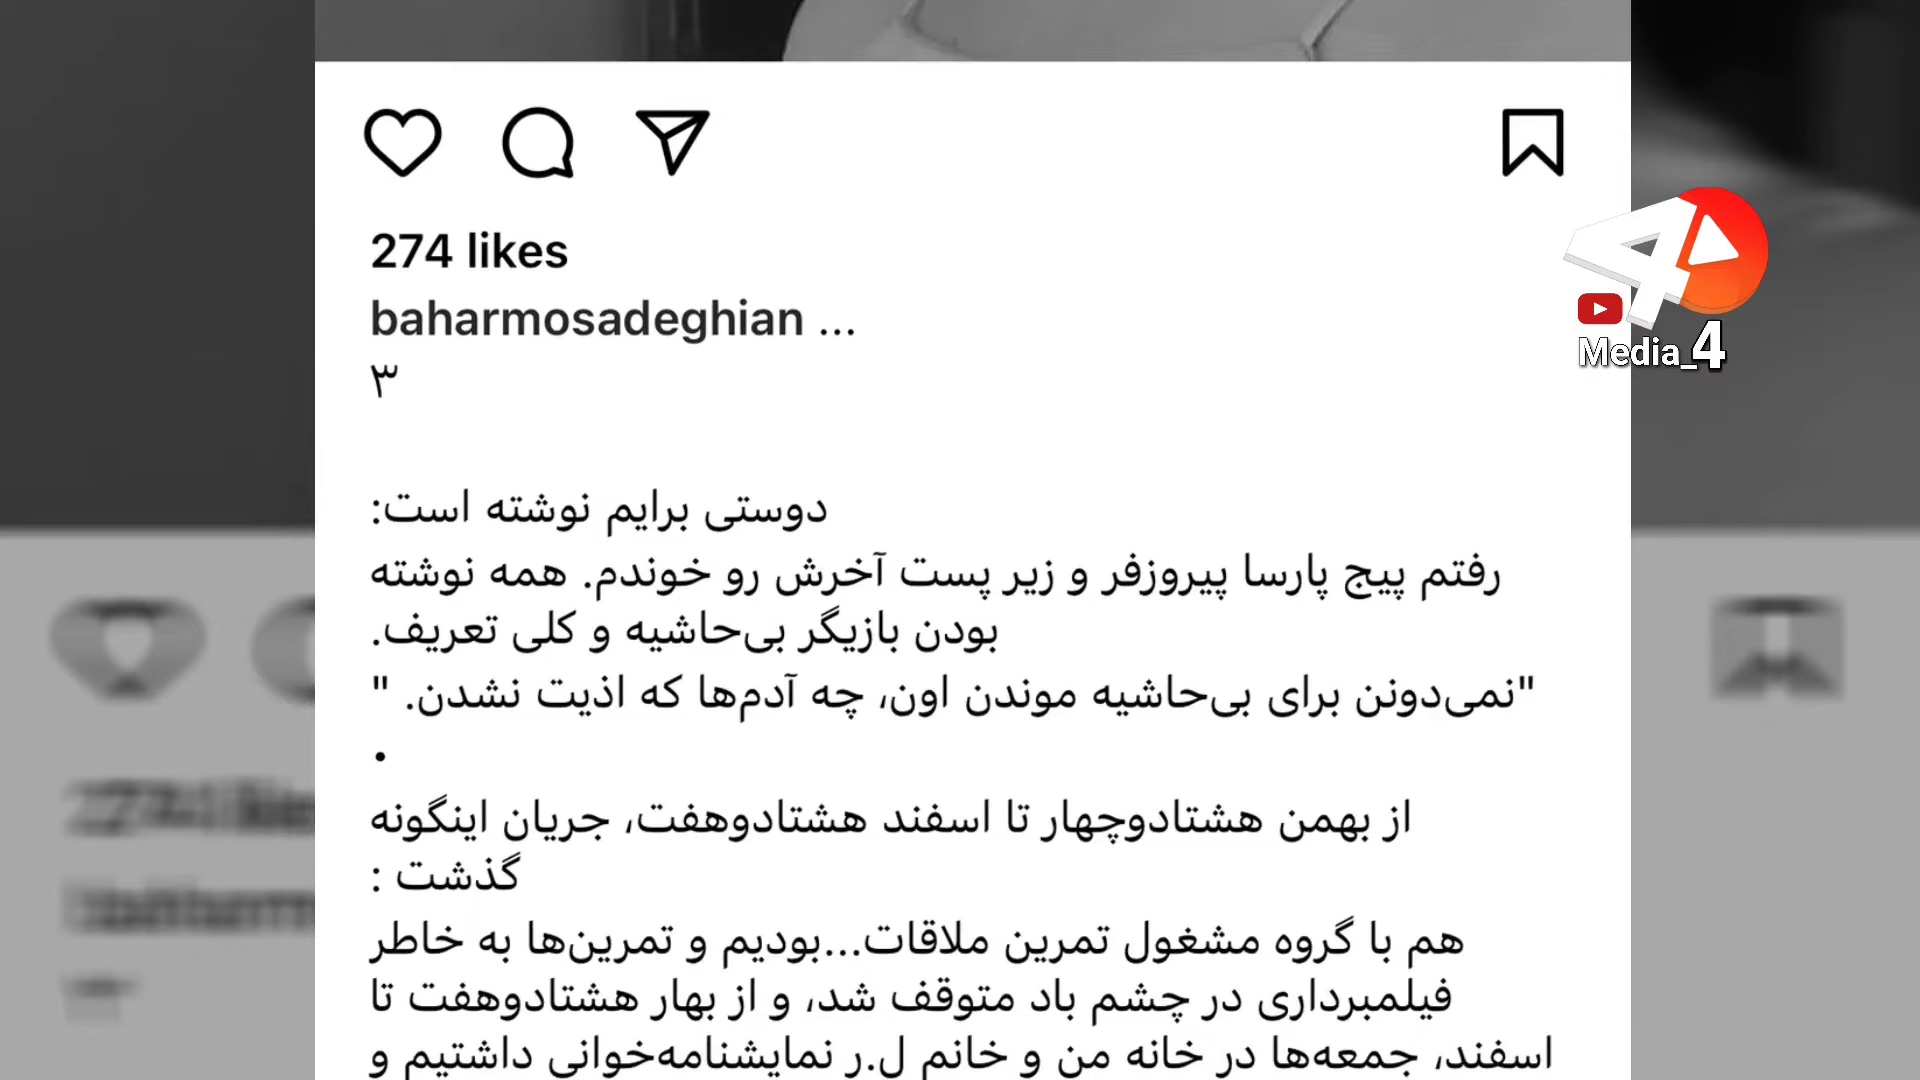 274 likes
baharmosadeghian ...
۳
دوستی برایم نوشته است:
رفتم پیج پارسا پیروزفر و زیر پست آخرش رو خوندم. همه نوشته
بودن بازیگر بی‌حاشیه و کلی تعریف.
"نمی‌دونن برای بی‌حاشیه موندن اون، چه آدم‌ها که اذیت نشدن. "
•
از بهمن هشتادوچهار تا اسفند هشتادوهفت، جریان اینگونه
گذشت :
هم با گروه مشغول تمرین ملاقات...بودیم و تمرین‌ها به خاطر
فیلمبرداری در چشم باد متوقف شد، و از بهار هشتادوهفت تا
اسفند، جمعه‌ها در خانه من و خانم ل.ر نمایشنامه‌خوانی داشتیم و
4
Media_4